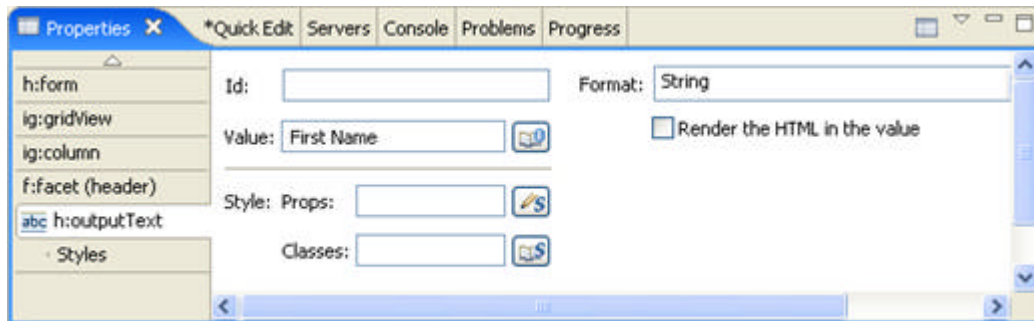 Properties *Quick Edit Servers Console Problems Progress
h:form
ig:gridView
ig:column
f:facet (header)
abc h:outputText
Styles
Id:
Value: First Name
Style: Props:
Classes:
Format: String
Render the HTML in the value